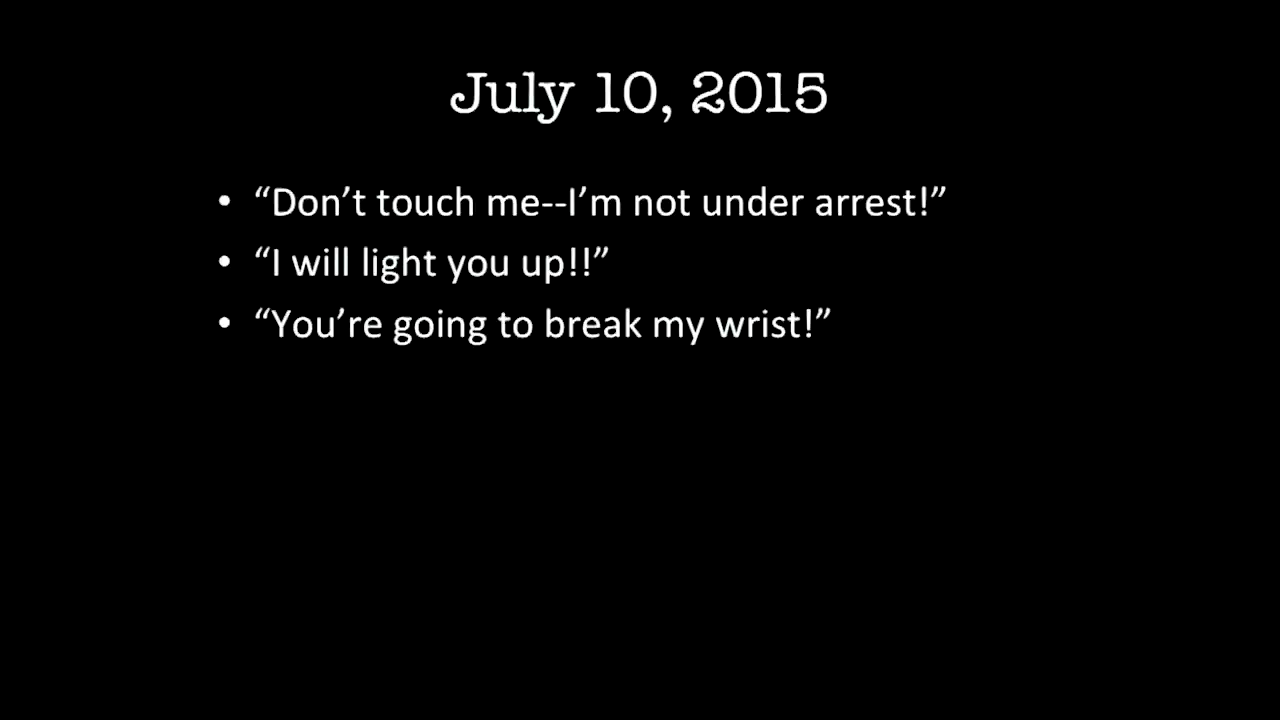 July 10, 2015
• “Don’t touch me--I’m not under arrest!”
• “I will light you up!!”
• “You’re going to break my wrist!”